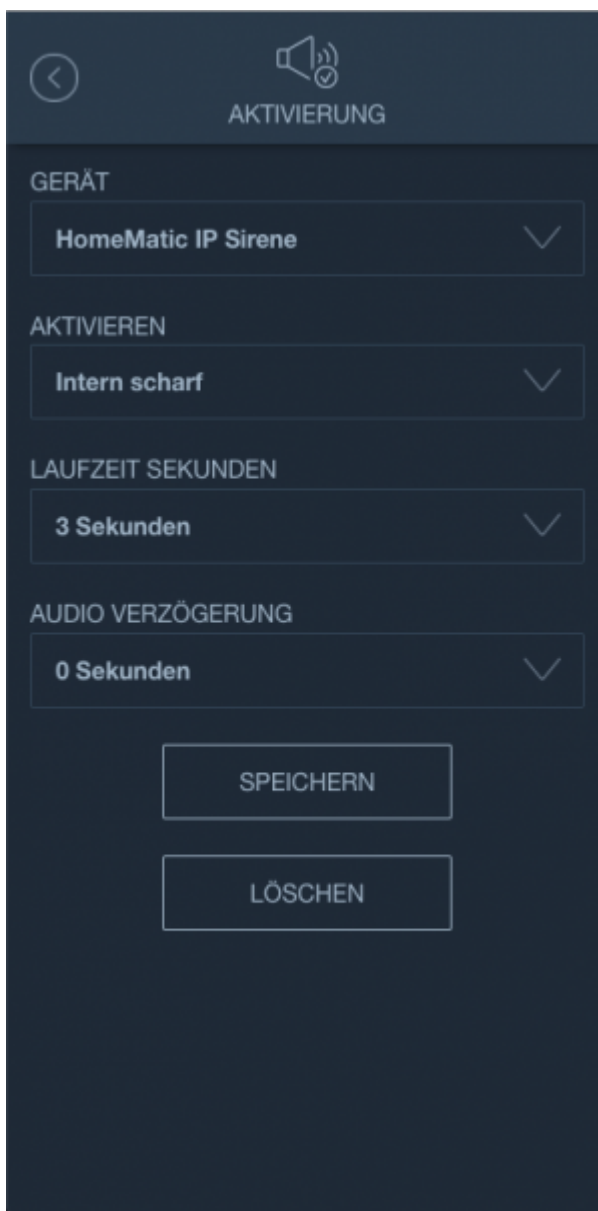 AKTIVIERUNG
GERÄT
HomeMatic IP Sirene
AKTIVIEREN
Intern scharf
LAUFZEIT SEKUNDEN
3 Sekunden
AUDIO VERZÖGERUNG
0 Sekunden
SPEICHERN
LÖSCHEN